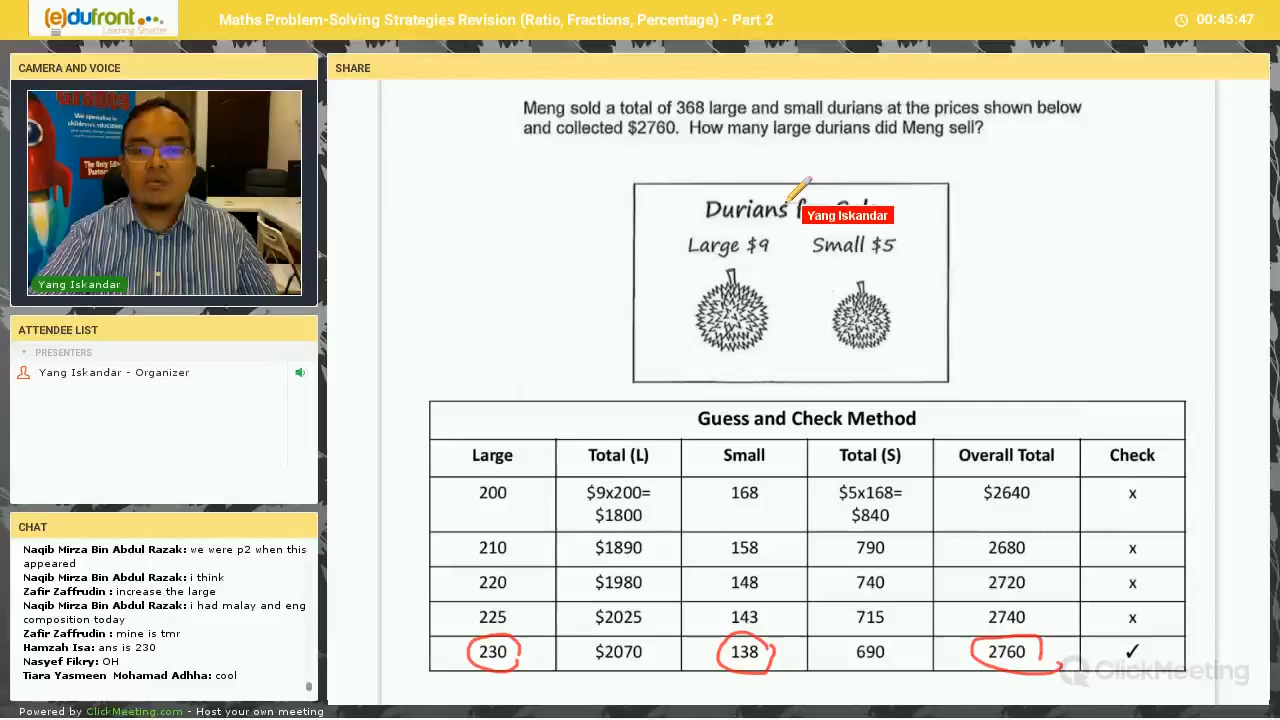 (e)dufront
Learning Smarter
Maths Problem-Solving Strategies Revision (Ratio, Fractions, Percentage) - Part 2
00:45:47
CAMERA AND VOICE
SHARE
We specialise in
children's education
The Only
Yang Iskandar
ATTENDEE LIST
PRESENTERS
Yang Iskandar - Organizer
CHAT
Naqib Mirza Bin Abdul Razak: we were p2 when this
appeared
Naqib Mirza Bin Abdul Razak: i think
Zafir Zaffrudin : increase the large
Naqib Mirza Bin Abdul Razak: i had malay and eng
composition today
Zafir Zaffrudin : mine is tmr
Hamzah Isa: ans is 230
Nasyef Fikry: OH
Tiara Yasmeen Mohamad Adhha: cool
Powered by ClickMeeting.com - Host your own meeting
Meng sold a total of 368 large and small durians at the prices shown below
and collected $2760. How many large durians did Meng sell?
Durians
Yang Iskandar
Large $9 Small $5
Guess and Check Method
Large Total (L) Small Total (S) Overall Total Check
200 $9x200= 168 $5x168= $2640 x
$1800 $840
210 $1890 158 790 2680 x
220 $1980 148 740 2720 x
225 $2025 143 715 2740 x
230 $2070 138 690 2760 ✓
ClickMeeting